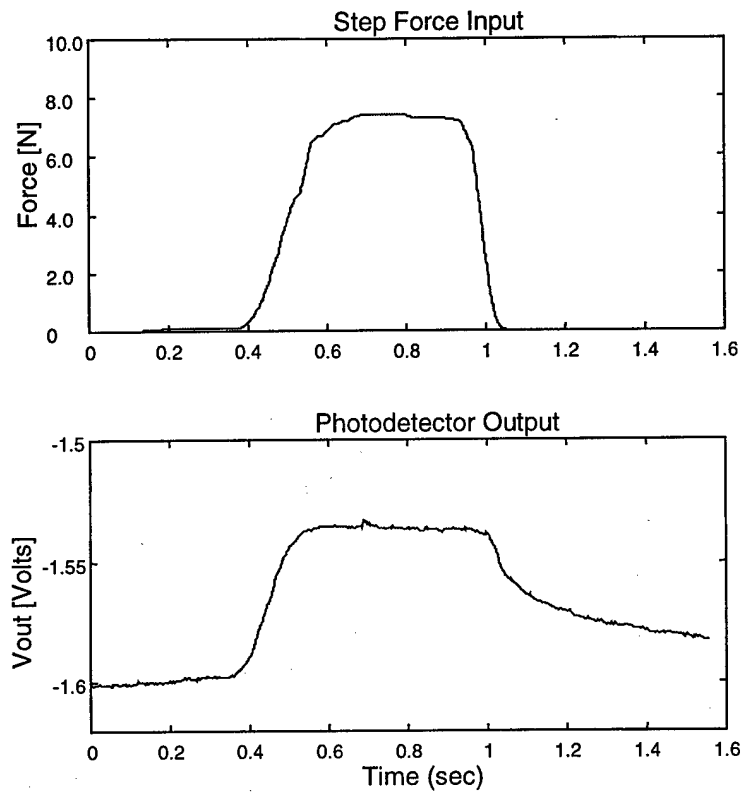 Step Force Input
10.0
8.0
6.0
4.0
2.0
0
Force [N]
0 0.2 0.4 0.6 0.8 1 1.2 1.4 1.6
Photodetector Output
-1.5
-1.55
-1.6
Vout [Volts]
0 0.2 0.4 0.6 0.8 1 1.2 1.4 1.6
Time (sec)